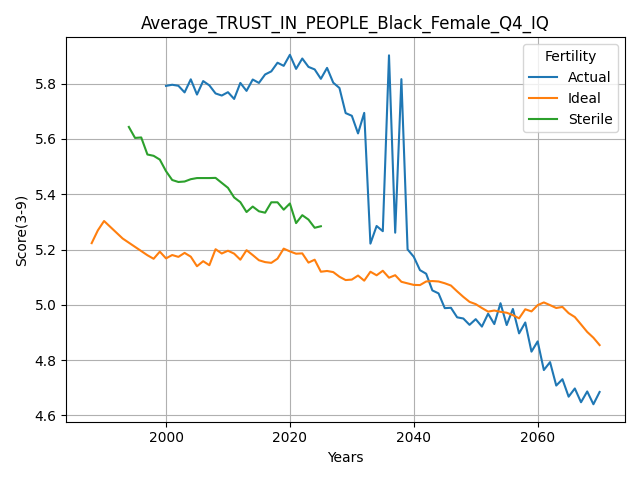 Average_TRUST_IN_PEOPLE_Black_Female_Q4_IQ
Fertility
Actual
Ideal
Sterile
Score(3-9)
5.8
5.6
5.4
5.2
5.0
4.8
4.6
2000
2020
2040
2060
Years